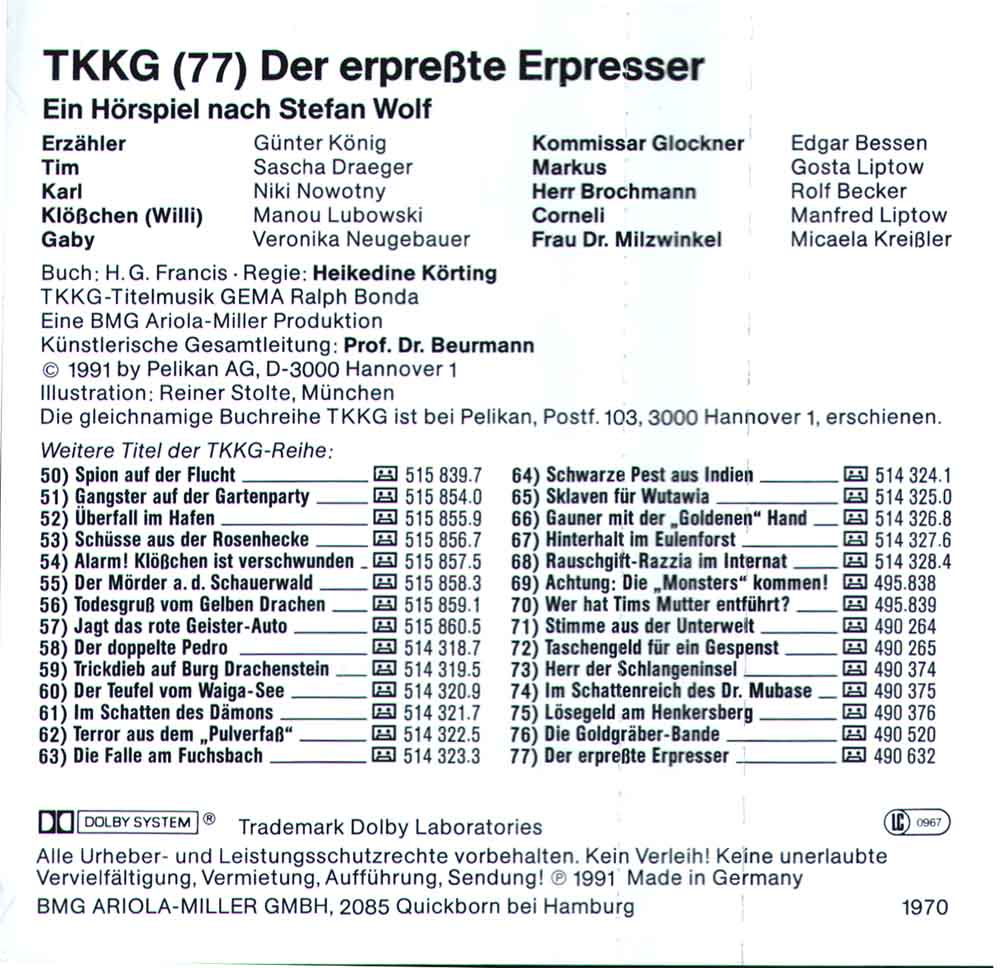 TKKG (77) Der erpreßte Erpresser
Ein Hörspiel nach Stefan Wolf
Erzähler Günter König Kommissar Glockner Edgar Bessen
Tim Sascha Draeger Markus Gosta Liptow
Karl Niki Nowotny Herr Brochmann Rolf Becker
Klößchen (Willi) Manou Lubowski Corneli Manfred Liptow
Gaby Veronika Neugebauer Frau Dr. Milzwinkel Micaela Kreißler
Buch: H. G. Francis · Regie: Heikedine Körting
TKKG-Titelmusik GEMA Ralph Bonda
Eine BMG Ariola-Miller Produktion
Künstlerische Gesamtleitung: Prof. Dr. Beurmann
© 1991 by Pelikan AG, D-3000 Hannover 1
Illustration: Reiner Stolte, München
Die gleichnamige Buchreihe TKKG ist bei Pelikan, Postf. 103, 3000 Hannover 1, erschienen.
Weitere Titel der TKKG-Reihe:
50) Spion auf der Flucht 515 839.7
51) Gangster auf der Gartenparty 515 854.0
52) Überfall im Hafen 515 855.9
53) Schüsse aus der Rosenhecke 515 856.7
54) Alarm! Klößchen ist verschwunden 515 857.5
55) Der Mörder a. d. Schauerwald 515 858.3
56) Todesgruß vom Gelben Drachen 515 859.1
57) Jagt das rote Geister-Auto 515 860.5
58) Der doppelte Pedro 514 318.7
59) Trickdieb auf Burg Drachenstein 514 319.5
60) Der Teufel vom Waiga-See 514 320.9
61) Im Schatten des Dämons 514 321.7
62) Terror aus dem „Pulverfaß“ 514 322.5
63) Die Falle am Fuchsbach 514 323.3
64) Schwarze Pest aus Indien 514 324.1
65) Sklaven für Wutawia 514 325.0
66) Gauner mit der „Goldenen“ Hand 514 326.8
67) Hinterhalt im Eulenforst 514 327.6
68) Rauschgift-Razzia im Internat 514 328.4
69) Achtung: Die „Monsters“ kommen! 495.838
70) Wer hat Tims Mutter entführt? 495.839
71) Stimme aus der Unterwelt 490 264
72) Taschengeld für ein Gespenst 490 265
73) Herr der Schlangeninsel 490 374
74) Im Schattenreich des Dr. Mubase 490 375
75) Lösegeld am Henkersberg 490 376
76) Die Goldgräber-Bande 490 520
77) Der erpreßte Erpresser 490 632
DOLBY SYSTEM ® Trademark Dolby Laboratories LC 0967
Alle Urheber- und Leistungsschutzrechte vorbehalten. Kein Verleih! Keine unerlaubte
Vervielfältigung, Vermietung, Aufführung, Sendung! ℗ 1991 Made in Germany
BMG ARIOLA-MILLER GMBH, 2085 Quickborn bei Hamburg 1970